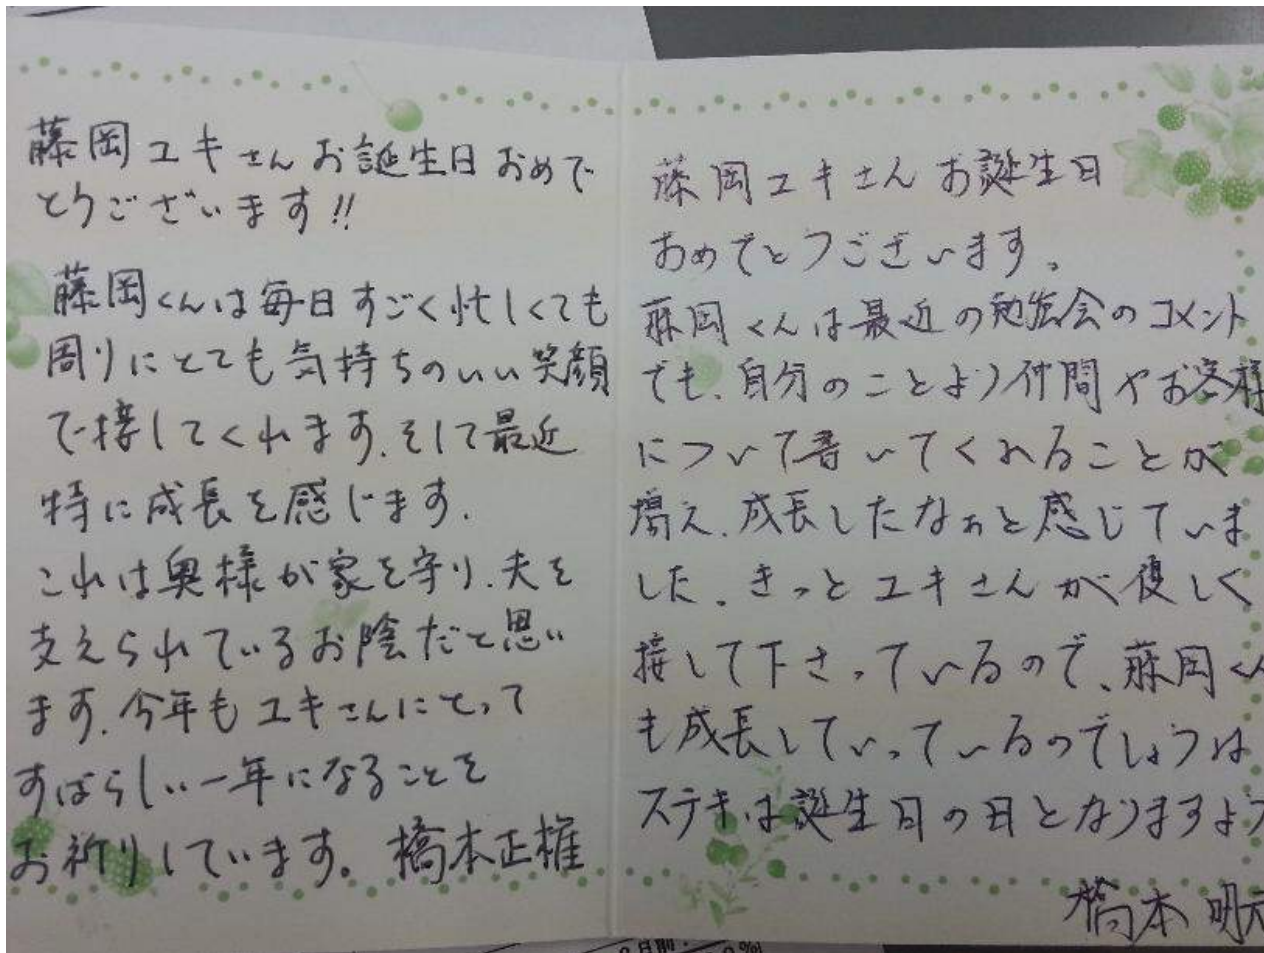 藤岡ユキさんお誕生日おめで
とうございます!!
藤岡くんは毎日すごく忙しくても
周りにとても気持ちのいい笑顔
で接してくれます.そして最近
特に成長を感じます.
これは奥様が家を守り.夫を
支えられているお陰だと思い
ます.今年もユキさんにとって
すばらしい一年になることを
お祈りしています。橋本正権
藤岡ユキさんお誕生日
おめでとうございます。
藤岡くんは最近の勉強会のコメント
でも、自分のことより仲間やお客様
について書いてくれることが
増え、成長したなぁと感じていま
した。きっとユキさんが優しく
接して下さっているので、藤岡くん
も成長していっているのでしょうね
ステキな誕生日の日となりますよう
橋本 明